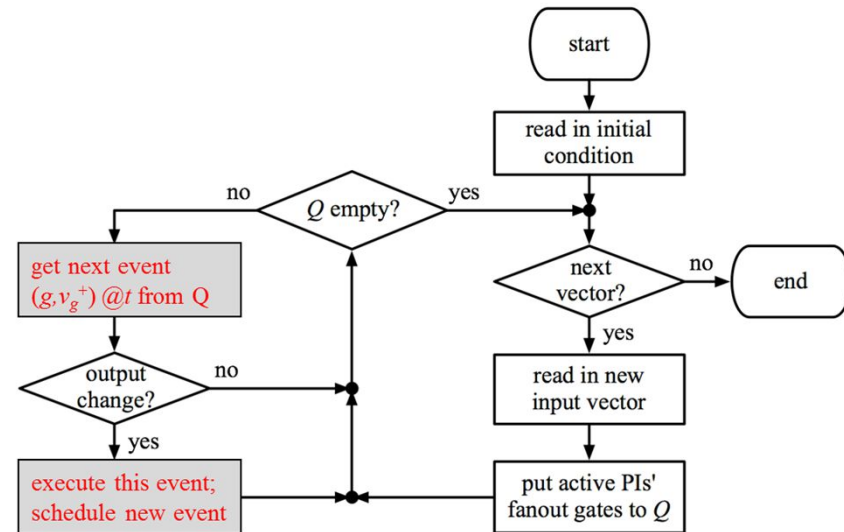 start
read in initial
condition
no
Q empty?
yes
get next event
(g,v_g^+) @t from Q
next
vector?
no
end
output
change?
no
yes
read in new
input vector
yes
execute this event;
schedule new event
put active PIs'
fanout gates to Q